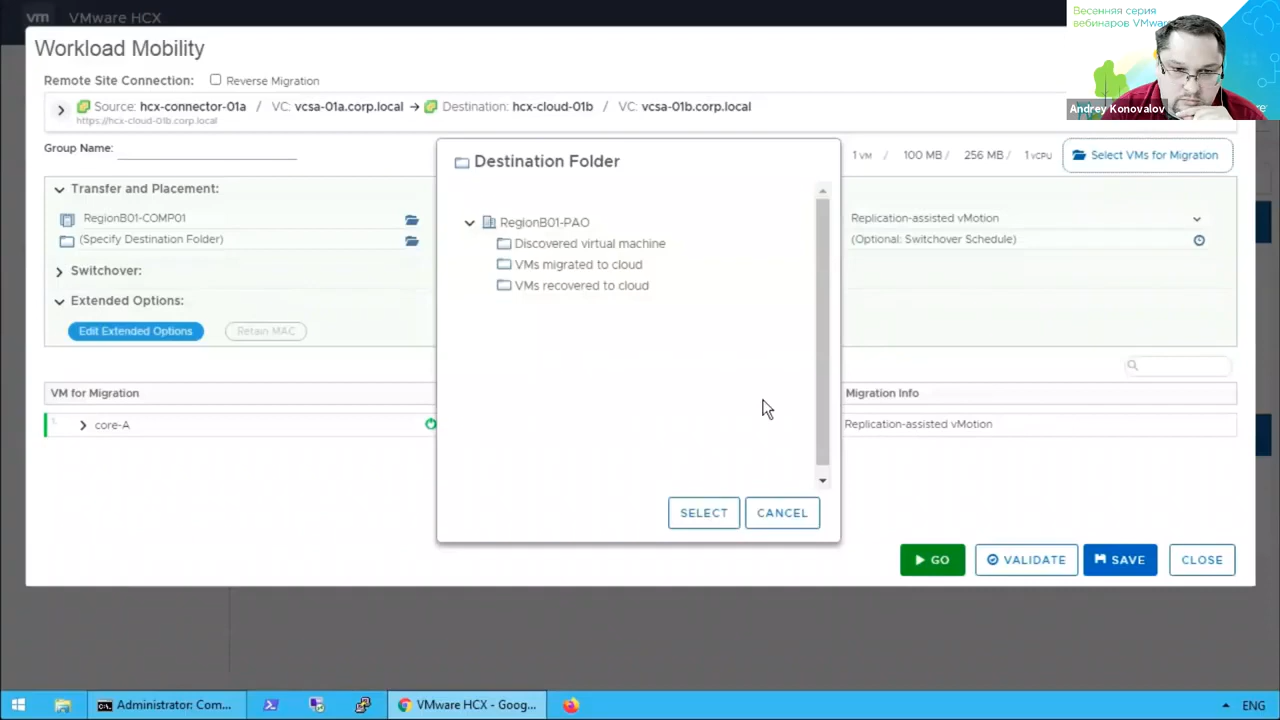 vm VMware HCX
Весенняя серия
вебинаров VMware
Andrey Konovalov
Workload Mobility
Remote Site Connection: Reverse Migration
Source: hcx-connector-01a / VC: vcsa-01a.corp.local → Destination: hcx-cloud-01b / VC: vcsa-01b.corp.local
https://hcx-cloud-01b.corp.local
Group Name:
1 VM / 100 MB / 256 MB / 1 vCPU
Select VMs for Migration
Transfer and Placement:
RegionB01-COMP01
Replication-assisted vMotion
(Specify Destination Folder)
(Optional: Switchover Schedule)
Switchover:
Extended Options:
Edit Extended Options
Retain MAC
Destination Folder
RegionB01-PAO
Discovered virtual machine
VMs migrated to cloud
VMs recovered to cloud
SELECT
CANCEL
VM for Migration
Migration Info
1.
core-A
Replication-assisted vMotion
GO
VALIDATE
SAVE
CLOSE
Administrator: Com...
VMware HCX - Goog...
ENG